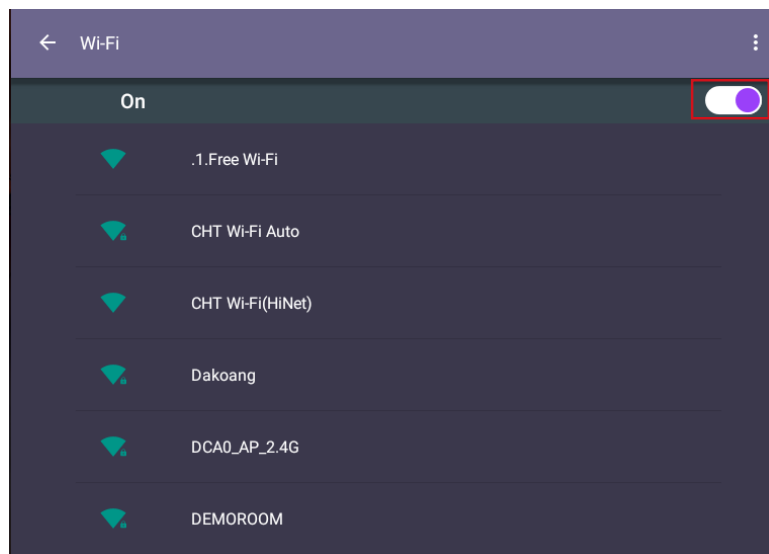 Wi-Fi
On
.1.Free Wi-Fi
CHT Wi-Fi Auto
CHT Wi-Fi(HiNet)
Dakoang
DCA0_AP_2.4G
DEMOROOM